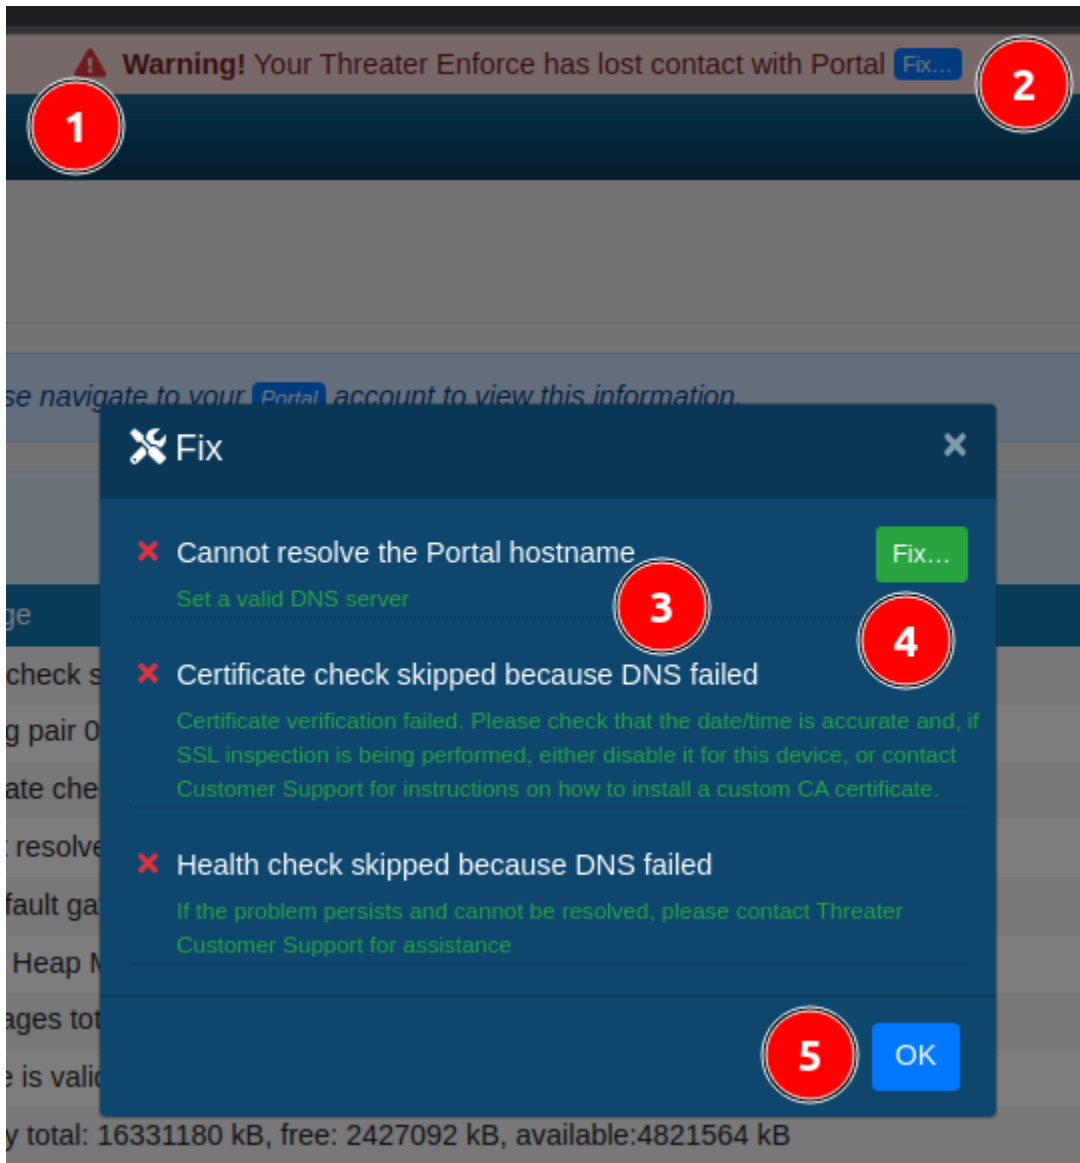 Warning! Your Threater Enforce has lost contact with Portal Fix...
2
1
se navigate to your Portal account to view this information.
Fix
Cannot resolve the Portal hostname
Fix...
Set a valid DNS server
3
4
ge
check s
Certificate check skipped because DNS failed
g pair 0
Certificate verification failed. Please check that the date/time is accurate and, if
SSL inspection is being performed, either disable it for this device, or contact
Customer Support for instructions on how to install a custom CA certificate.
ate che
resolve
Health check skipped because DNS failed
fault ga
If the problem persists and cannot be resolved, please contact Threater
Customer Support for assistance
Heap M
ages tot
5
OK
e is valid
y total: 16331180 kB, free: 2427092 kB, available:4821564 kB